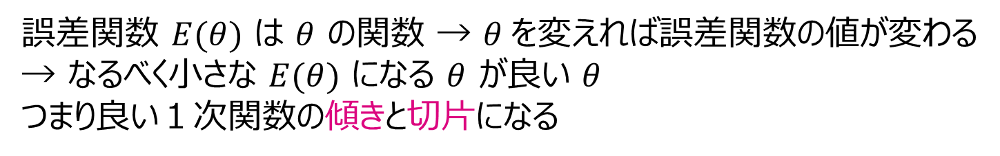 誤差関数 E(θ) は θ の関数 → θ を変えれば誤差関数の値が変わる
→ なるべく小さな E(θ) になる θ が良い θ
つまり良い1次関数の傾きと切片になる